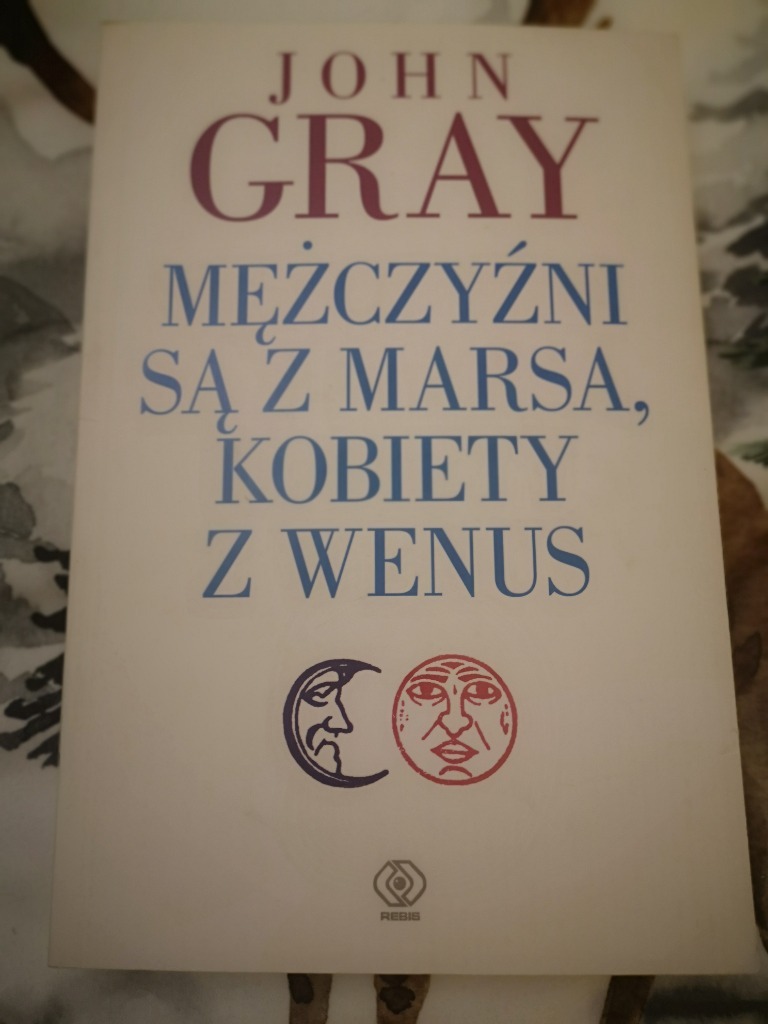 JOHN
GRAY
MĘŻCZYŹNI
SĄ Z MARSA,
KOBIETY
Z WENUS
REBIS